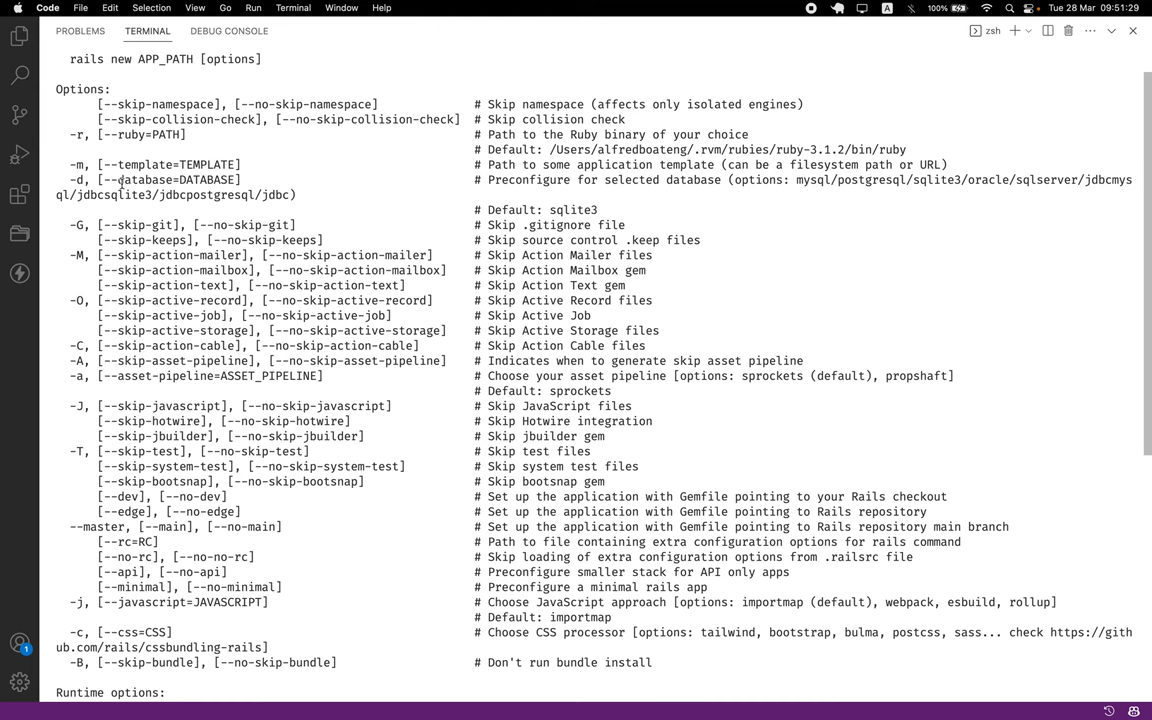 Code File Edit Selection View Go Run Terminal Window Help 100% Tue 28 Mar 09:51:29
PROBLEMS TERMINAL DEBUG CONSOLE zsh
rails new APP_PATH [options]
Options:
[--skip-namespace], [--no-skip-namespace] # Skip namespace (affects only isolated engines)
[--skip-collision-check], [--no-skip-collision-check] # Skip collision check
-r, [--ruby=PATH] # Path to the Ruby binary of your choice
# Default: /Users/alfredboateng/.rvm/rubies/ruby-3.1.2/bin/ruby
-m, [--template=TEMPLATE] # Path to some application template (can be a filesystem path or URL)
-d, [--database=DATABASE] # Preconfigure for selected database (options: mysql/postgresql/sqlite3/oracle/sqlserver/jdbcmys
ql/jdbcsqlite3/jdbcpostgresql/jdbc)
# Default: sqlite3
-G, [--skip-git], [--no-skip-git] # Skip .gitignore file
[--skip-keeps], [--no-skip-keeps] # Skip source control .keep files
-M, [--skip-action-mailer], [--no-skip-action-mailer] # Skip Action Mailer files
[--skip-action-mailbox], [--no-skip-action-mailbox] # Skip Action Mailbox gem
[--skip-action-text], [--no-skip-action-text] # Skip Action Text gem
-O, [--skip-active-record], [--no-skip-active-record] # Skip Active Record files
[--skip-active-job], [--no-skip-active-job] # Skip Active Job
[--skip-active-storage], [--no-skip-active-storage] # Skip Active Storage files
-C, [--skip-action-cable], [--no-skip-action-cable] # Skip Action Cable files
-A, [--skip-asset-pipeline], [--no-skip-asset-pipeline] # Indicates when to generate skip asset pipeline
-a, [--asset-pipeline=ASSET_PIPELINE] # Choose your asset pipeline [options: sprockets (default), propshaft]
# Default: sprockets
-J, [--skip-javascript], [--no-skip-javascript] # Skip JavaScript files
[--skip-hotwire], [--no-skip-hotwire] # Skip Hotwire integration
[--skip-jbuilder], [--no-skip-jbuilder] # Skip jbuilder gem
-T, [--skip-test], [--no-skip-test] # Skip test files
[--skip-system-test], [--no-skip-system-test] # Skip system test files
[--skip-bootsnap], [--no-skip-bootsnap] # Skip bootsnap gem
[--dev], [--no-dev] # Set up the application with Gemfile pointing to your Rails checkout
[--edge], [--no-edge] # Set up the application with Gemfile pointing to Rails repository
--master, [--main], [--no-main] # Set up the application with Gemfile pointing to Rails repository main branch
[--rc=RC] # Path to file containing extra configuration options for rails command
[--no-rc], [--no-no-rc] # Skip loading of extra configuration options from .railsrc file
[--api], [--no-api] # Preconfigure smaller stack for API only apps
[--minimal], [--no-minimal] # Preconfigure a minimal rails app
-j, [--javascript=JAVASCRIPT] # Choose JavaScript approach [options: importmap (default), webpack, esbuild, rollup]
# Default: importmap
-c, [--css=CSS] # Choose CSS processor [options: tailwind, bootstrap, bulma, postcss, sass... check https://gith
ub.com/rails/cssbundling-rails]
-B, [--skip-bundle], [--no-skip-bundle] # Don't run bundle install
Runtime options: